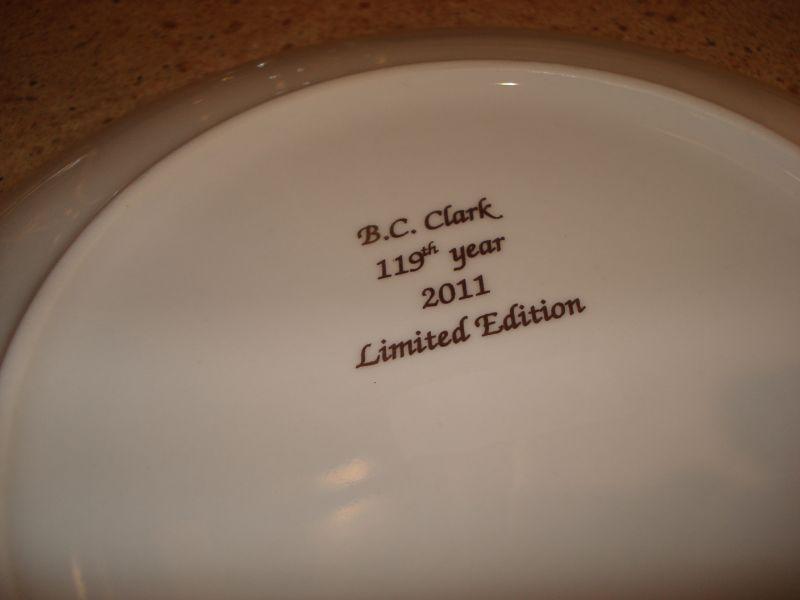 B.C. Clark
119th year
2011
Limited Edition